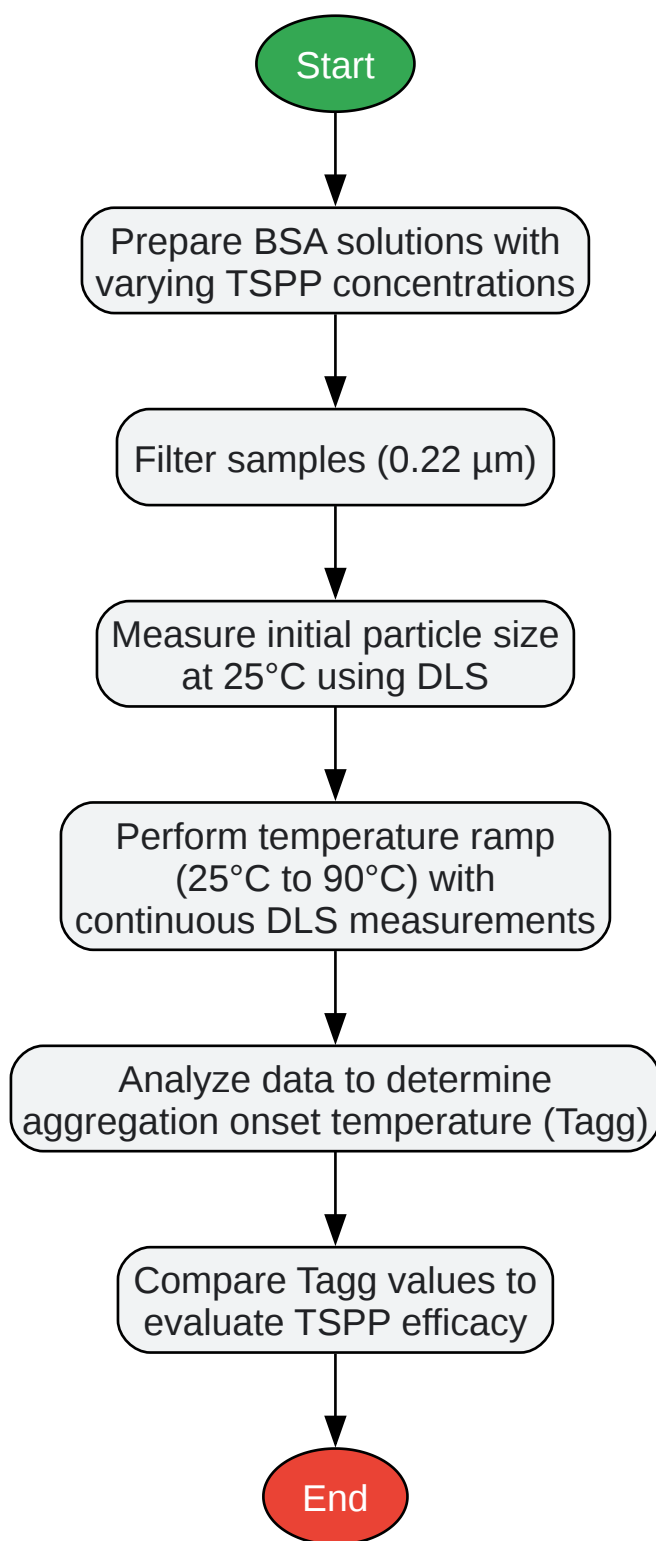 Start
Prepare BSA solutions with
varying TSPP concentrations
Filter samples (0.22 µm)
Measure initial particle size
at 25°C using DLS
Perform temperature ramp
(25°C to 90°C) with
continuous DLS measurements
Analyze data to determine
aggregation onset temperature (Tagg)
Compare Tagg values to
evaluate TSPP efficacy
End